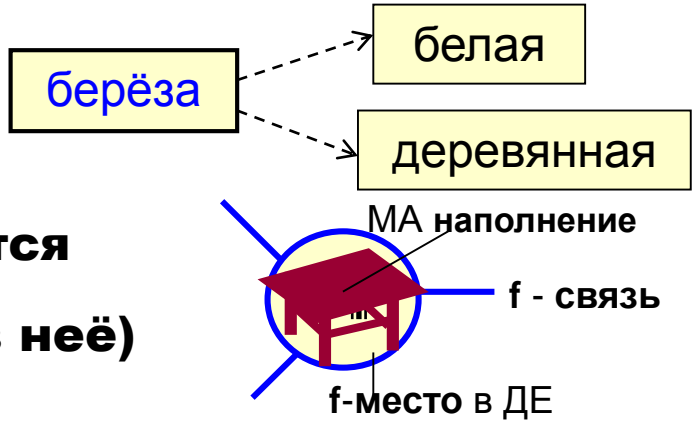 белая
берёза
деревянная
МА наполнение
тся
f - связь
неё)
f-место в ДЕ